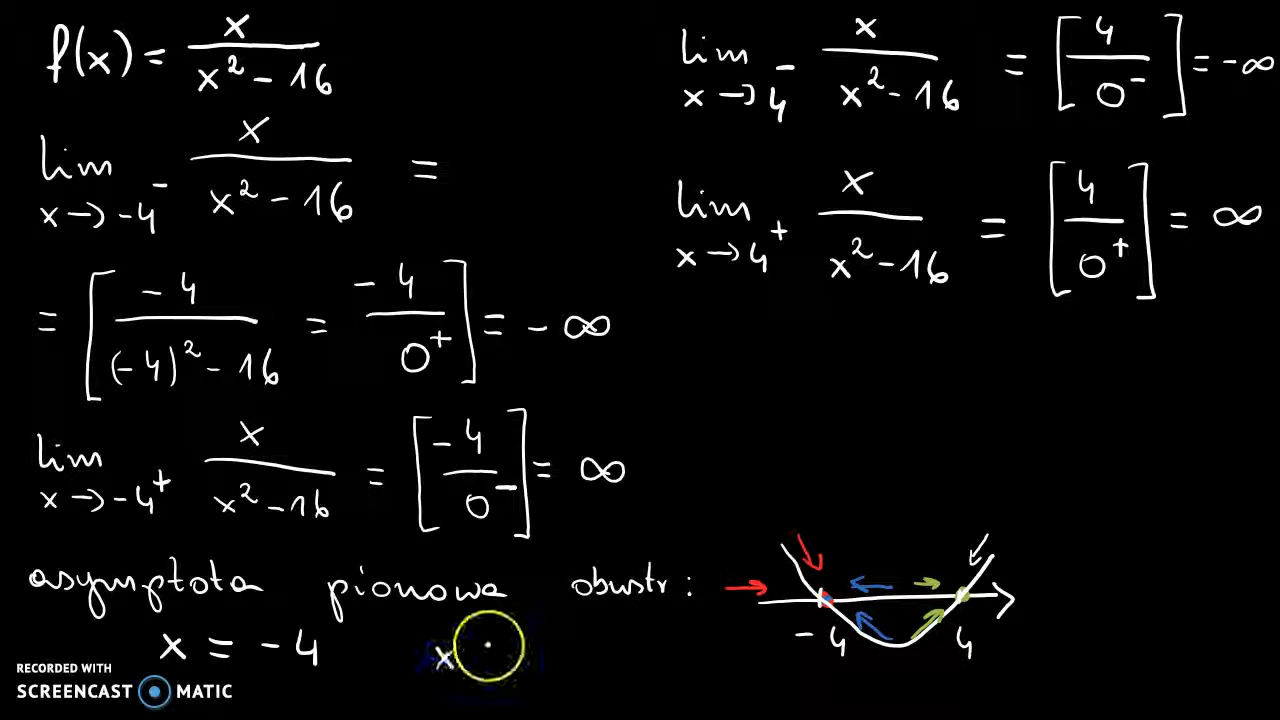 f(x) = x / (x² - 16)
lim x→-4⁻ x / (x² - 16) =
= [ -4 / ((-4)² - 16) = -4 / 0⁺ ] = -∞
lim x→-4⁺ x / (x² - 16) = [ -4 / 0⁻ ] = ∞
asymptota pionowa obustr:
x = -4 x
lim x→4⁻ x / (x² - 16) = [ 4 / 0⁻ ] = -∞
lim x→4⁺ x / (x² - 16) = [ 4 / 0⁺ ] = ∞
-4 4
RECORDED WITH
SCREENCAST MATIC